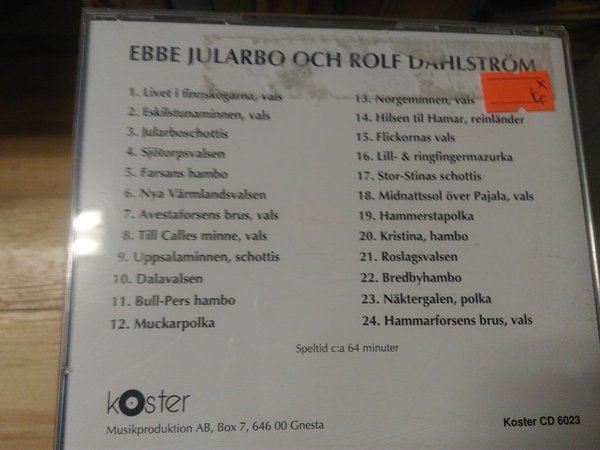 EBBE JULARBO OCH ROLF DAHLSTRÖM
1. Livet i finnskogarna, vals
2. Eskilstunaminnen, vals
3. Jularboschottis
4. Sjötorpsvalsen
5. Farsans hambo
6. Nya Värmlandsvalsen
7. Avestaforsens brus, vals
8. Till Calles minne, vals
9. Uppsalaminnen, schottis
10. Dalavalsen
11. Bull-Pers hambo
12. Muckarpolka
13. Norgeminnen, vals
14. Hilsen til Hamar, reinländer
15. Flickornas vals
16. Lill- & ringfingermazurka
17. Stor-Stinas schottis
18. Midnattssol över Pajala, vals
19. Hammerstapolka
20. Kristina, hambo
21. Roslagsvalsen
22. Bredbyhambo
23. Näktergalen, polka
24. Hammarforsens brus, vals
Speltid c:a 64 minuter
koster
Musikproduktion AB, Box 7, 646 00 Gnesta
Koster CD 6023